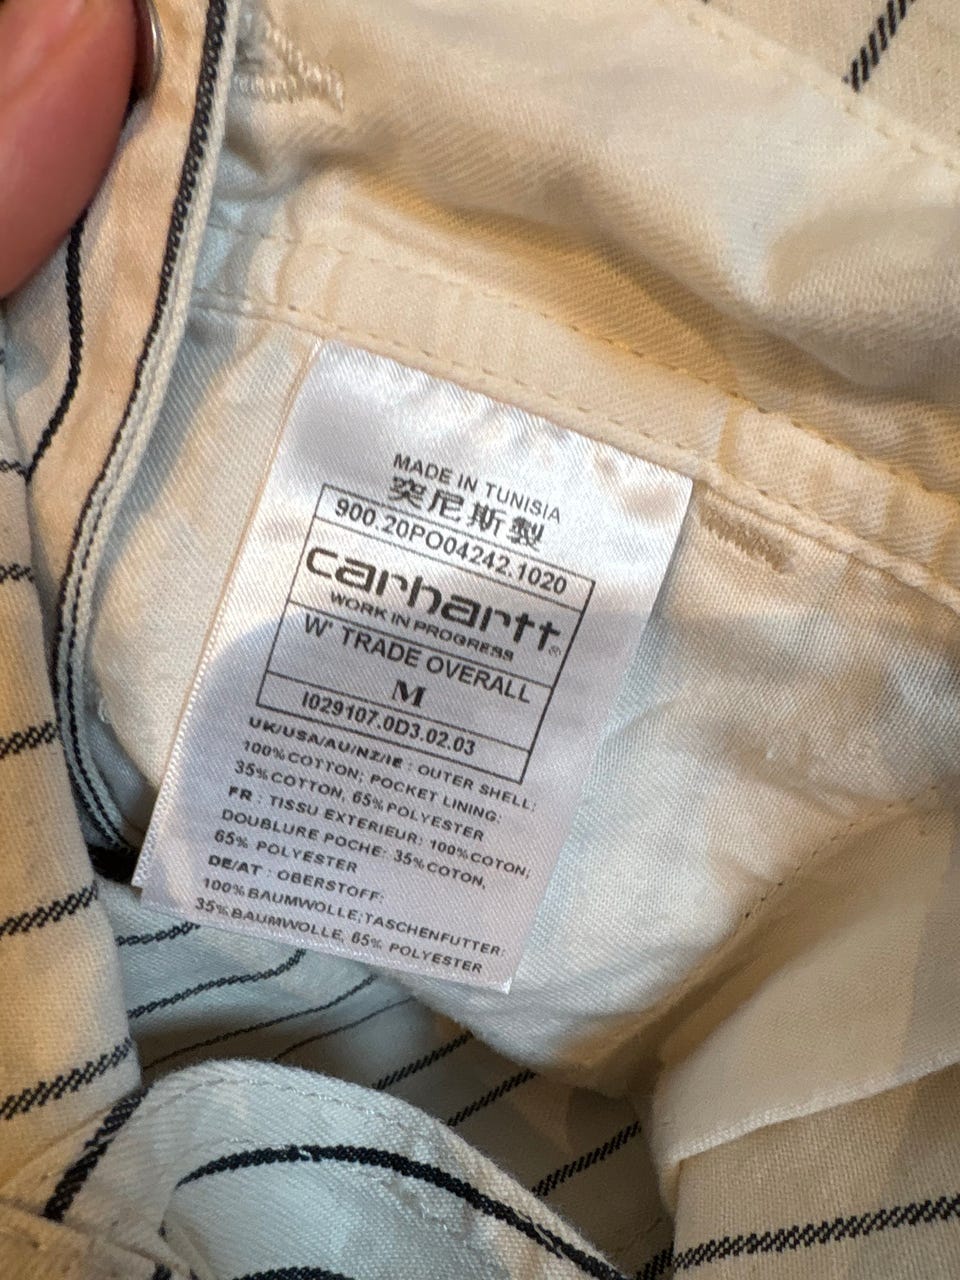 MADE IN TUNISIA
突尼斯製
900.20PO04242.1020
carhartt®
WORK IN PROGRESS
W' TRADE OVERALL
M
I029107.0D3.02.03
UK/USA/AU/NZ/IE : OUTER SHELL:
100%COTTON; POCKET LINING:
35%COTTON, 65%POLYESTER
FR : TISSU EXTERIEUR: 100%COTON;
DOUBLURE POCHE: 35%COTON,
65% POLYESTER
DE/AT : OBERSTOFF:
100%BAUMWOLLE;TASCHENFUTTER:
35%BAUMWOLLE, 65% POLYESTER